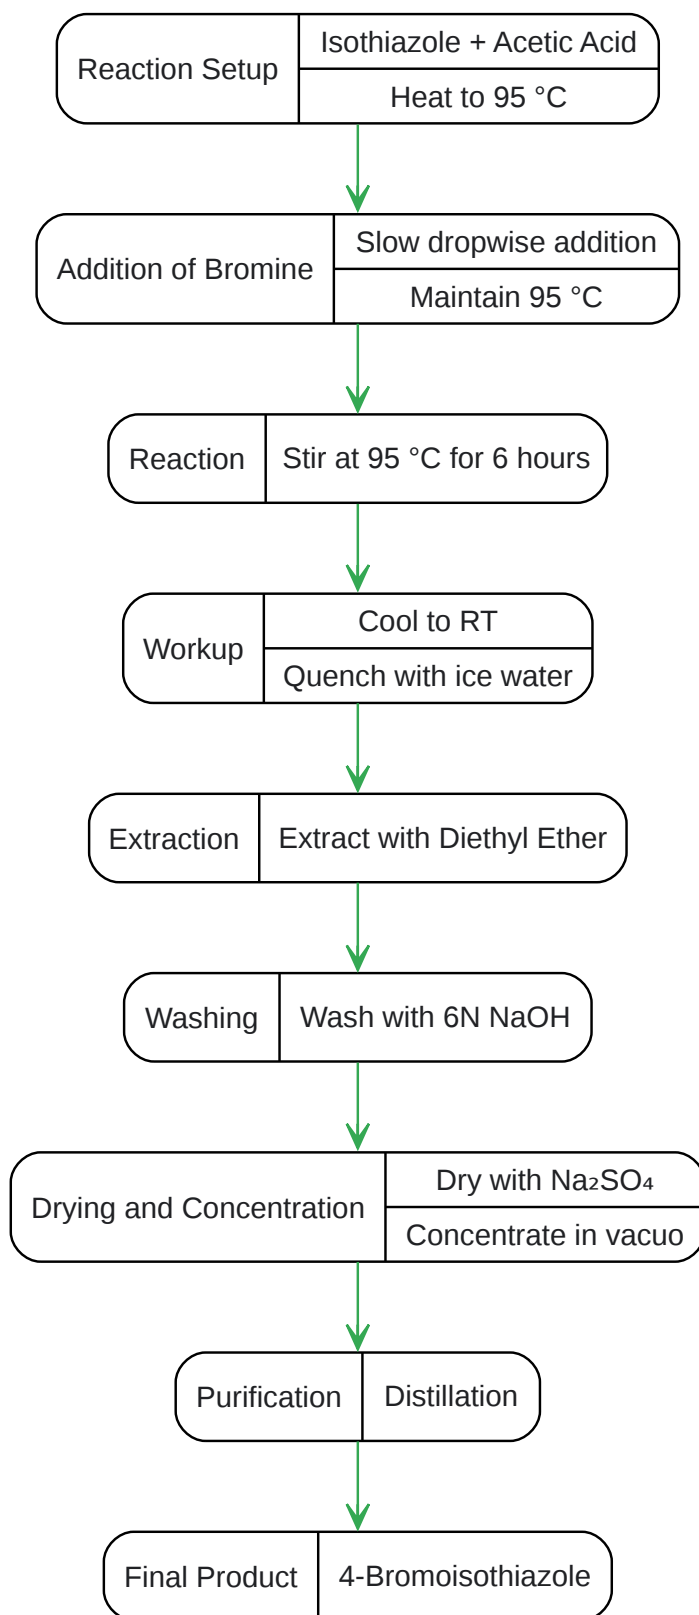 Reaction Setup
Isothiazole + Acetic Acid
Heat to 95 °C
Addition of Bromine
Slow dropwise addition
Maintain 95 °C
Reaction
Stir at 95 °C for 6 hours
Workup
Cool to RT
Quench with ice water
Extraction
Extract with Diethyl Ether
Washing
Wash with 6N NaOH
Drying and Concentration
Dry with Na₂SO₄
Concentrate in vacuo
Purification
Distillation
Final Product
4-Bromoisothiazole